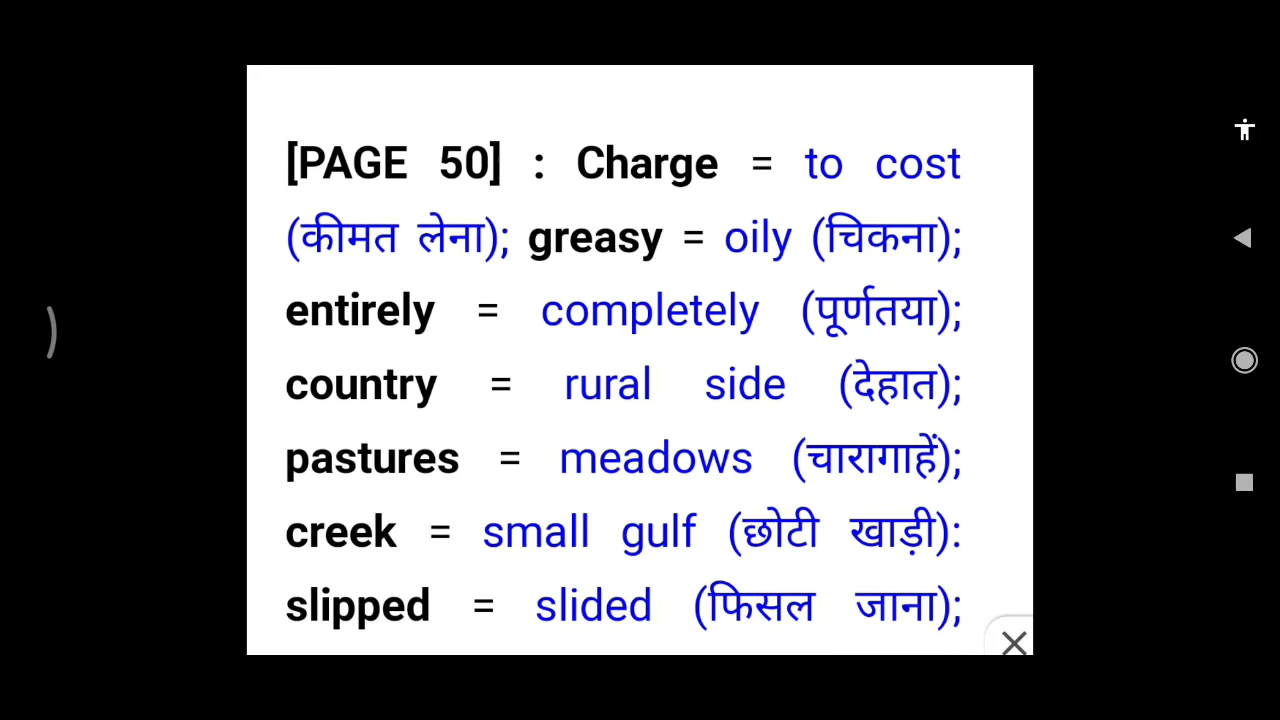 [PAGE 50] : Charge = to cost
(कीमत लेना); greasy = oily (चिकना);
entirely = completely (पूर्णतया);
country = rural side (देहात);
pastures = meadows (चारागाहें);
creek = small gulf (छोटी खाड़ी):
slipped = slided (फिसल जाना);